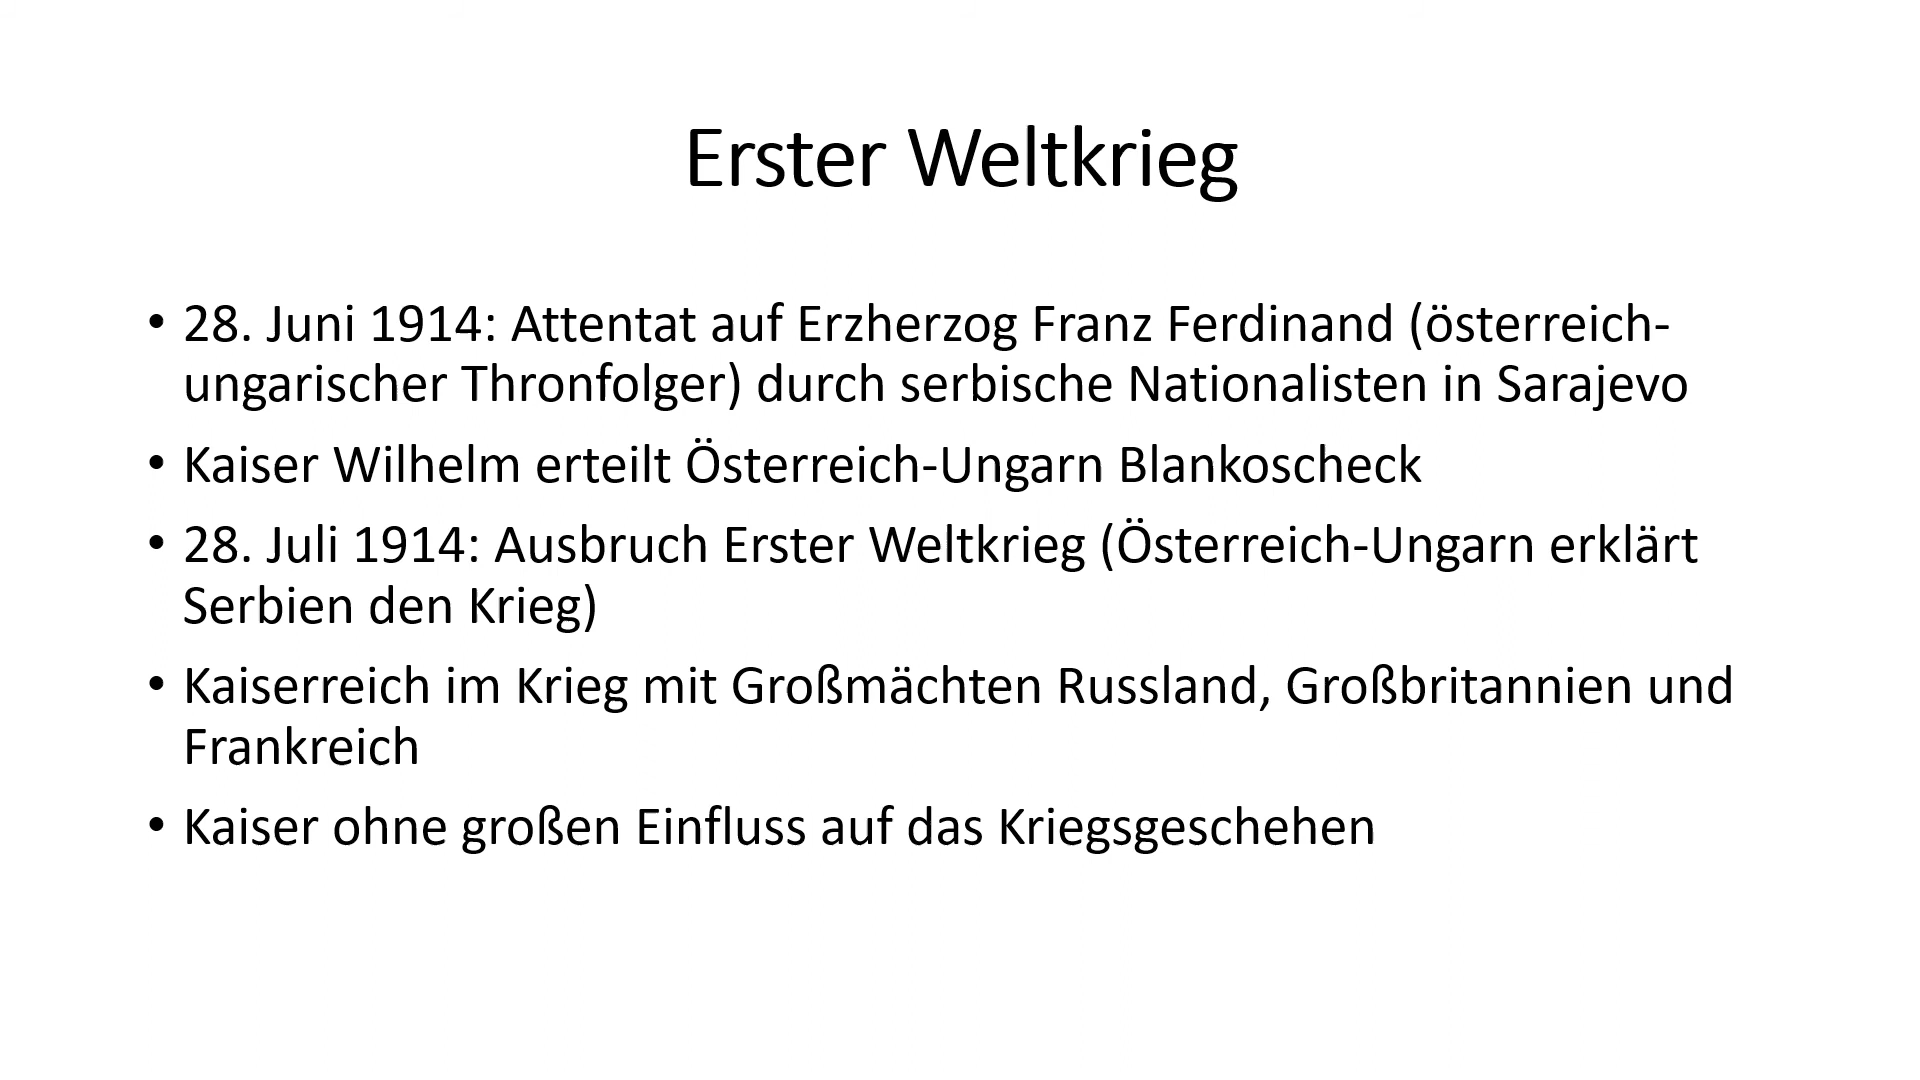 Erster Weltkrieg
• 28. Juni 1914: Attentat auf Erzherzog Franz Ferdinand (österreich-
ungarischer Thronfolger) durch serbische Nationalisten in Sarajevo
• Kaiser Wilhelm erteilt Österreich-Ungarn Blankoscheck
• 28. Juli 1914: Ausbruch Erster Weltkrieg (Österreich-Ungarn erklärt
Serbien den Krieg)
• Kaiserreich im Krieg mit Großmächten Russland, Großbritannien und
Frankreich
• Kaiser ohne großen Einfluss auf das Kriegsgeschehen